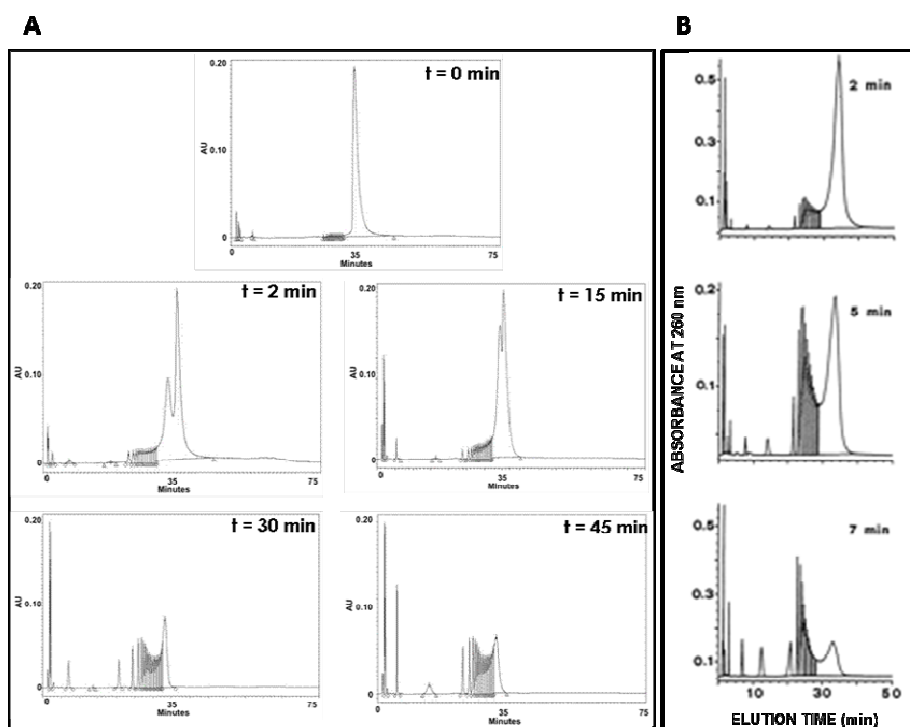 A
B
t = 0 min
0.20
AU
0.10
0
0
35
75
Minutes
t = 2 min
0.20
AU
0.10
0
0
35
75
Minutes
t = 15 min
0.20
AU
0.10
0
0
35
75
Minutes
t = 30 min
0.20
AU
0.10
0
0
35
75
Minutes
t = 45 min
0.20
AU
0.10
0
0
35
75
Minutes
ABSORBANCE AT 260 nm
2 min
0.5
0.3
0.1
5 min
0.2
0.1
7 min
0.5
0.3
0.1
10
30
50
ELUTION TIME (min)